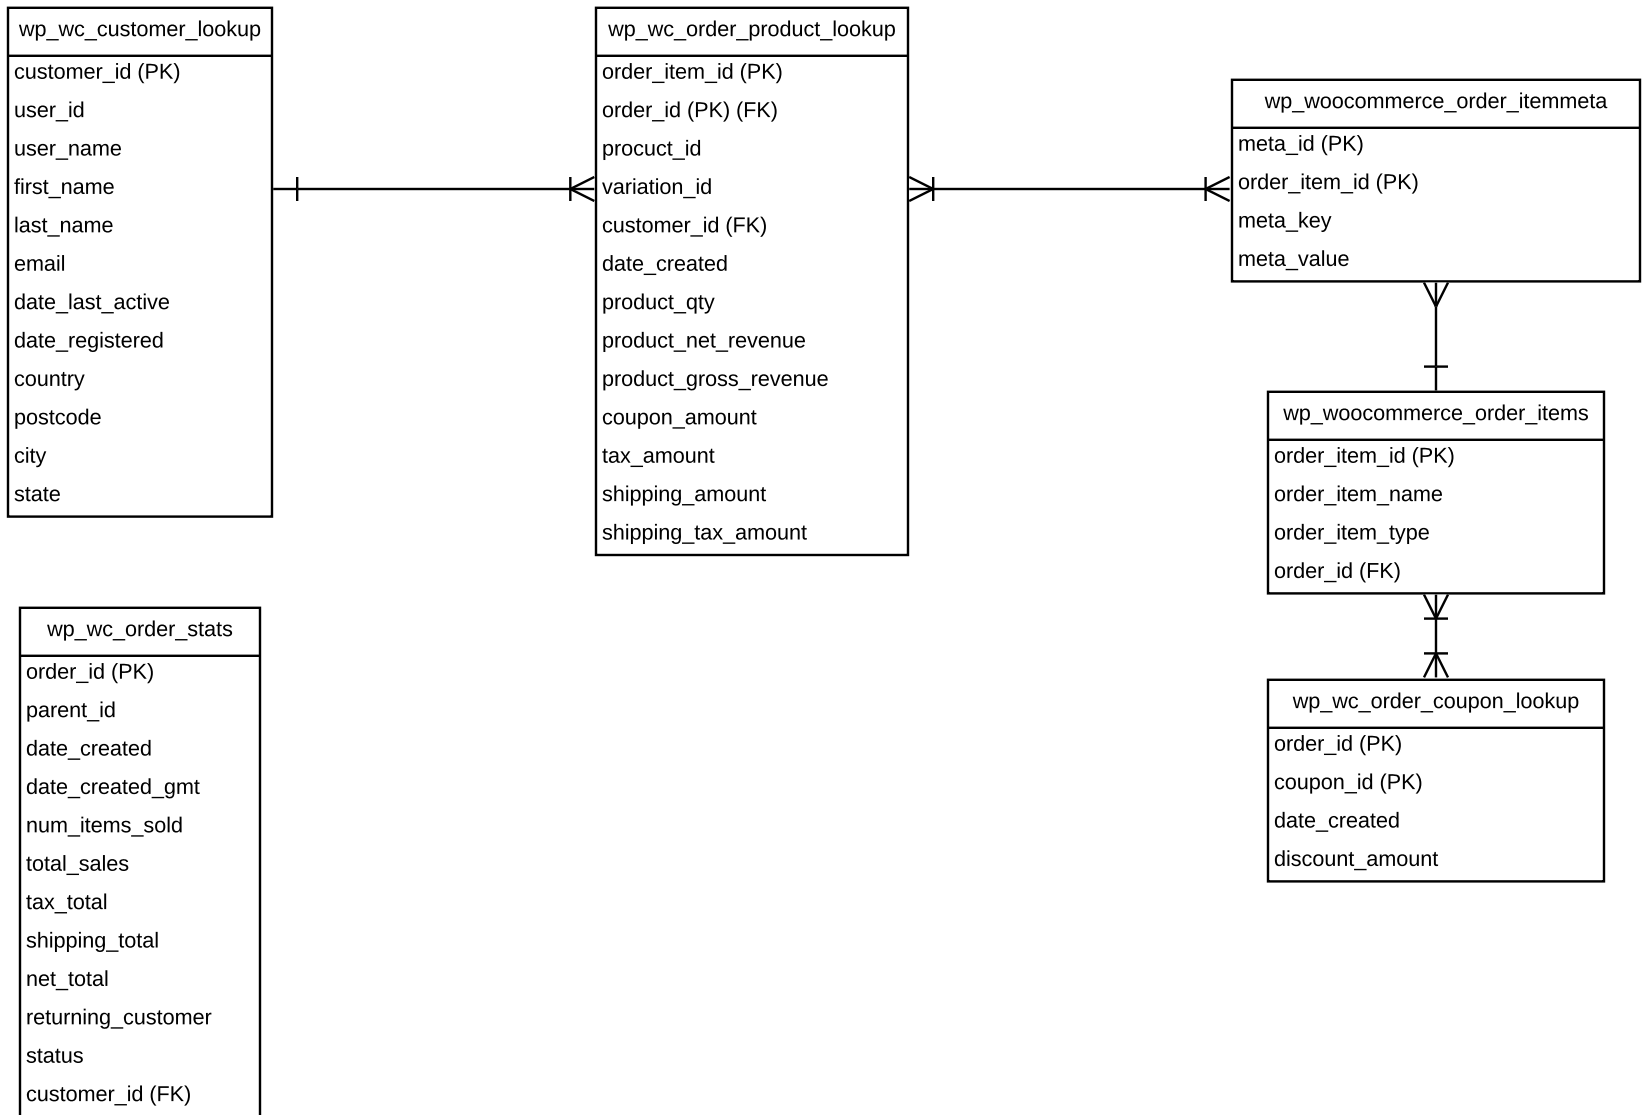 wp_wc_customer_lookup
customer_id (PK)
user_id
user_name
first_name
last_name
email
date_last_active
date_registered
country
postcode
city
state
wp_wc_order_product_lookup
order_item_id (PK)
order_id (PK) (FK)
procuct_id
variation_id
customer_id (FK)
date_created
product_qty
product_net_revenue
product_gross_revenue
coupon_amount
tax_amount
shipping_amount
shipping_tax_amount
wp_woocommerce_order_itemmeta
meta_id (PK)
order_item_id (PK)
meta_key
meta_value
wp_woocommerce_order_items
order_item_id (PK)
order_item_name
order_item_type
order_id (FK)
wp_wc_order_coupon_lookup
order_id (PK)
coupon_id (PK)
date_created
discount_amount
wp_wc_order_stats
order_id (PK)
parent_id
date_created
date_created_gmt
num_items_sold
total_sales
tax_total
shipping_total
net_total
returning_customer
status
customer_id (FK)